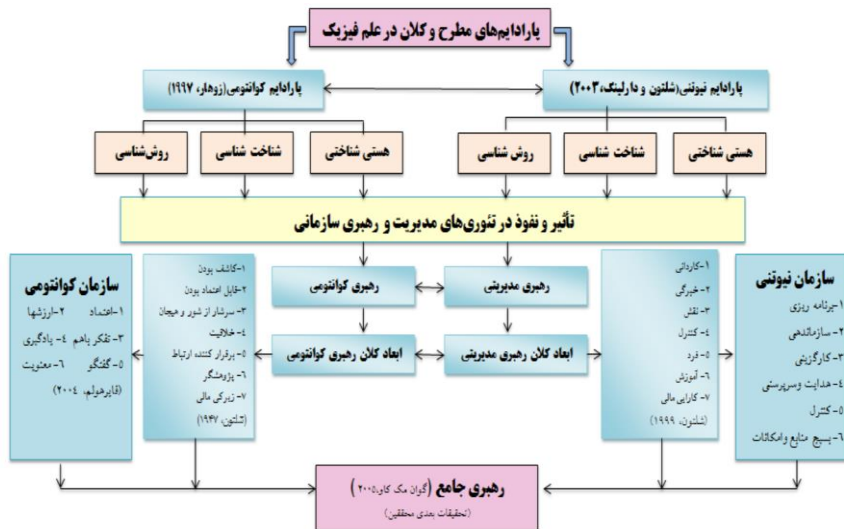 پارادایم‌های مطرح و کلان در علم فیزیک
پارادایم نیوتنی(شلتون و دارلینگ،۲۰۰۳)
پارادایم کوانتومی(زوهار، ۱۹۹۷)
هستی شناختی
شناخت شناسی
روش شناسی
هستی شناختی
شناخت شناسی
روش‌شناسی
تأثیر و نفوذ در تئوری‌های مدیریت و رهبری سازمانی
سازمان نیوتنی
۱-برنامه ریزی
۲-سازماندهی
۳-کارگزینی
۴-هدایت وسرپرستی
۵-کنترل
۶-بسیج منابع وامکانات
۱-کاردانی
۲-خبرگی
۳-نقش
۴-کنترل
۵-فرد
۶-آموزش
۷-کارایی‌مالی
(شلتون، ۱۹۹۹)
رهبری مدیریتی
رهبری کوانتومی
ابعاد کلان رهبری مدیریتی
ابعاد کلان رهبری کوانتومی
۱-کاشف بودن
۲-قابل اعتماد بودن
۳-سرشار از شور و هیجان
۴-خلاقیت
۵-برقرار کننده ارتباط
۶-پژوهشگر
۷-زیرکی مالی
(شلتون، ۱۹۴۷)
سازمان کوانتومی
۱-اعتماد ۲-ارزشها
۳-تفکر باهم ۴-یادگیری
۵-گفتگو ۶-معنویت
(فایرهولم، ۲۰۰۴)
رهبری جامع (گوان مک کار،۲۰۰۵)
(تحقیقات بعدی محققین)